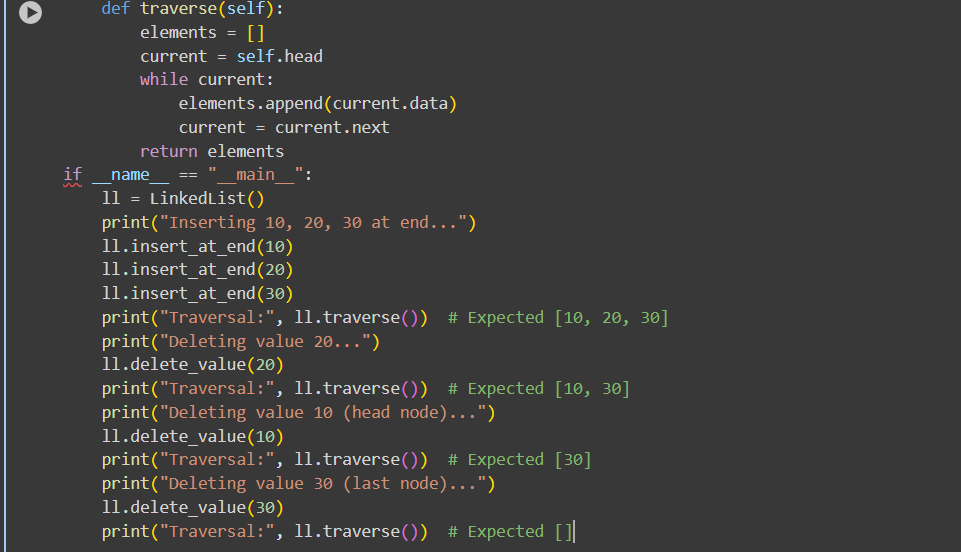 def traverse(self):
elements = []
current = self.head
while current:
elements.append(current.data)
current = current.next
return elements
if __name__ == "__main__":
ll = LinkedList()
print("Inserting 10, 20, 30 at end...")
ll.insert_at_end(10)
ll.insert_at_end(20)
ll.insert_at_end(30)
print("Traversal:", ll.traverse())  # Expected [10, 20, 30]
print("Deleting value 20...")
ll.delete_value(20)
print("Traversal:", ll.traverse())  # Expected [10, 30]
print("Deleting value 10 (head node)...")
ll.delete_value(10)
print("Traversal:", ll.traverse())  # Expected [30]
print("Deleting value 30 (last node)...")
ll.delete_value(30)
print("Traversal:", ll.traverse())  # Expected []